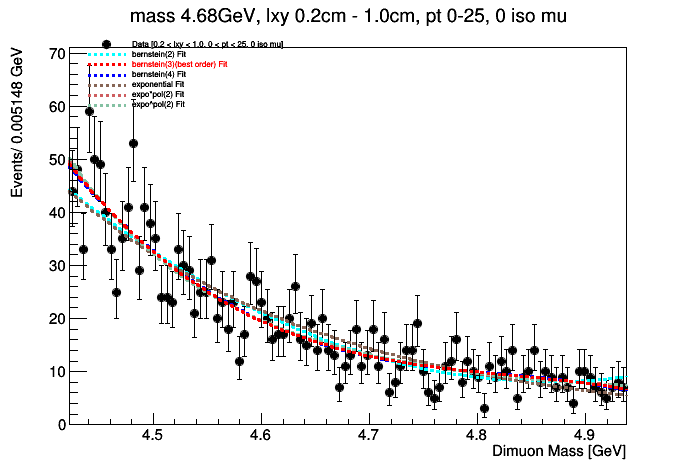 mass 4.68GeV, lxy 0.2cm - 1.0cm, pt 0-25, 0 iso mu
Data [0.2 < lxy < 1.0, 0 < pt < 25, 0 iso mu]
bernstein(2) Fit
bernstein(3)(best order) Fit
bernstein(4) Fit
exponential Fit
expo*pol(2) Fit
expo^pol(2) Fit
Events/ 0.005148 GeV
70
60
50
40
30
20
10
0
4.5 4.6 4.7 4.8 4.9
Dimuon Mass [GeV]